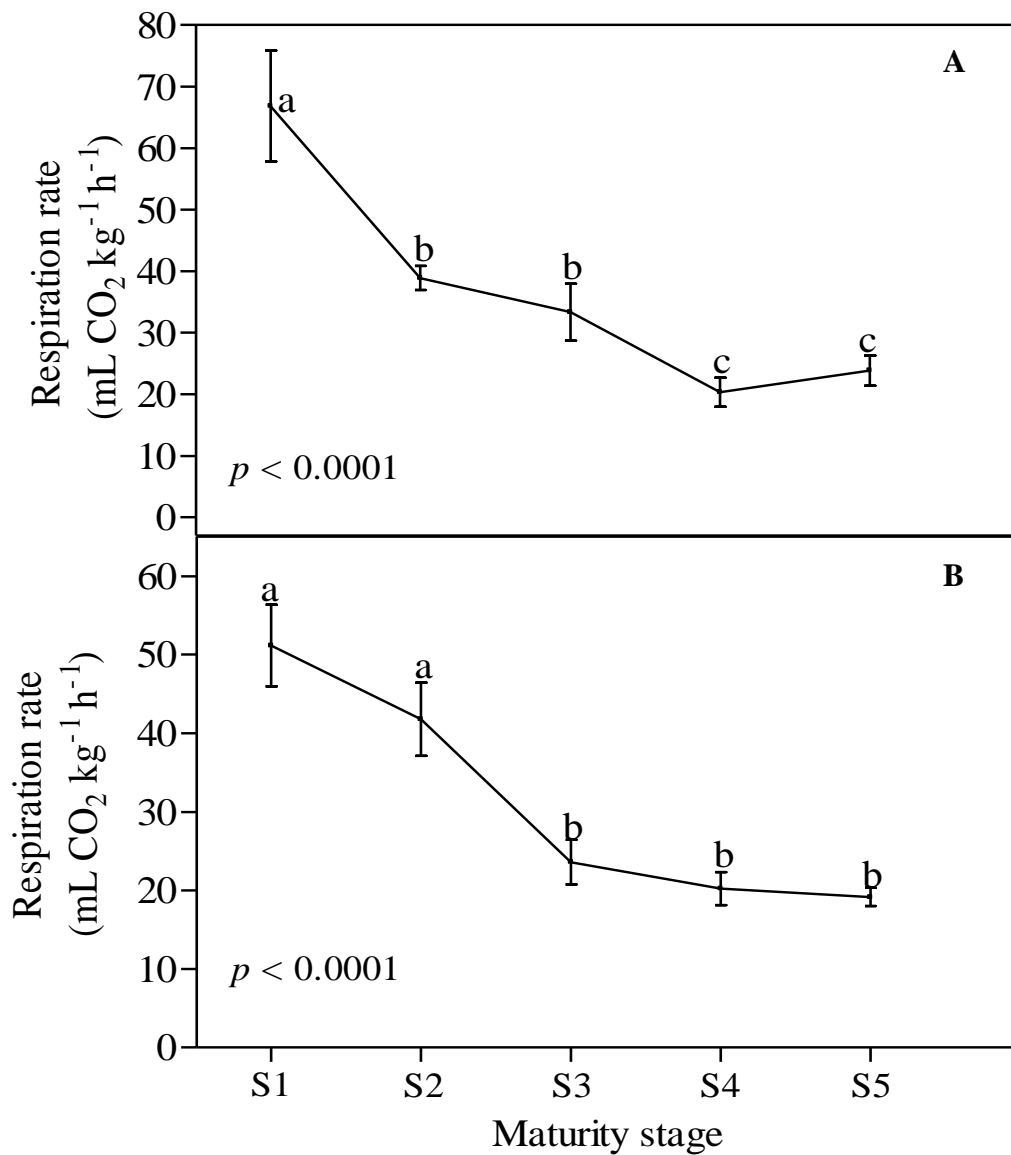 80
A
70
a
60
50
b
b
40
30
c
c
20
10
p < 0.0001
0
Respiration rate
(mL CO₂ kg⁻¹ h⁻¹)
60
B
a
50
a
40
30
b
b
b
20
10
p < 0.0001
0
Respiration rate
(mL CO₂ kg⁻¹ h⁻¹)
S1 S2 S3 S4 S5
Maturity stage